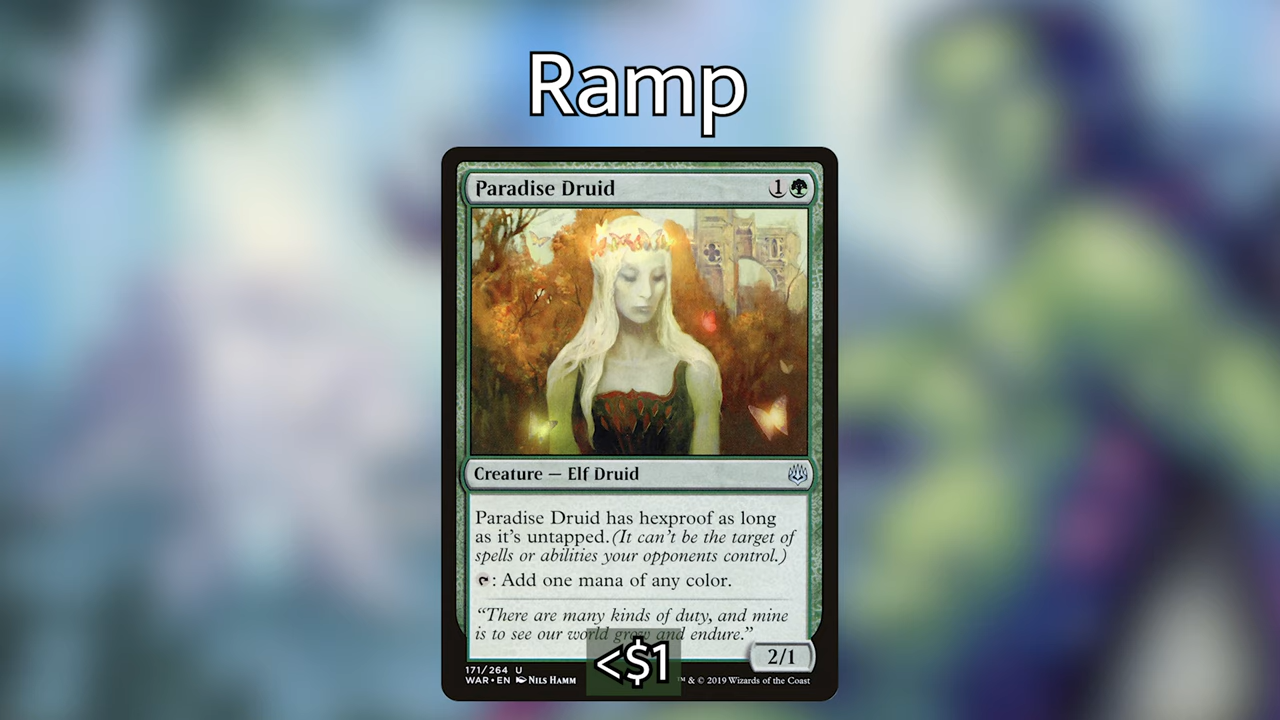 Ramp
Paradise Druid 1
Creature — Elf Druid
Paradise Druid has hexproof as long
as it's untapped. (It can't be the target of
spells or abilities your opponents control.)
: Add one mana of any color.
"There are many kinds of duty, and mine
is to see our world grow and endure."
2/1
<$1
171/264 U
WAR • EN Nils Hamm ™ & © 2019 Wizards of the Coast